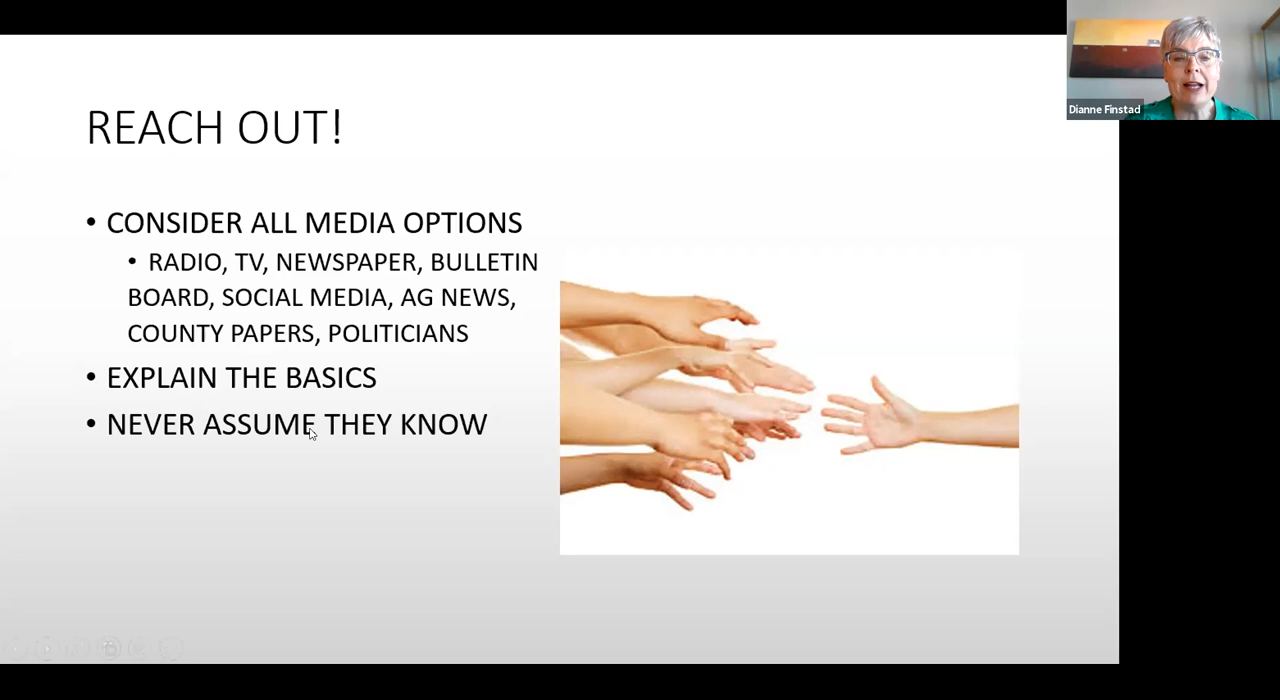 Dianne Finstad
REACH OUT!
• CONSIDER ALL MEDIA OPTIONS
• RADIO, TV, NEWSPAPER, BULLETIN
BOARD, SOCIAL MEDIA, AG NEWS,
COUNTY PAPERS, POLITICIANS
• EXPLAIN THE BASICS
• NEVER ASSUME THEY KNOW